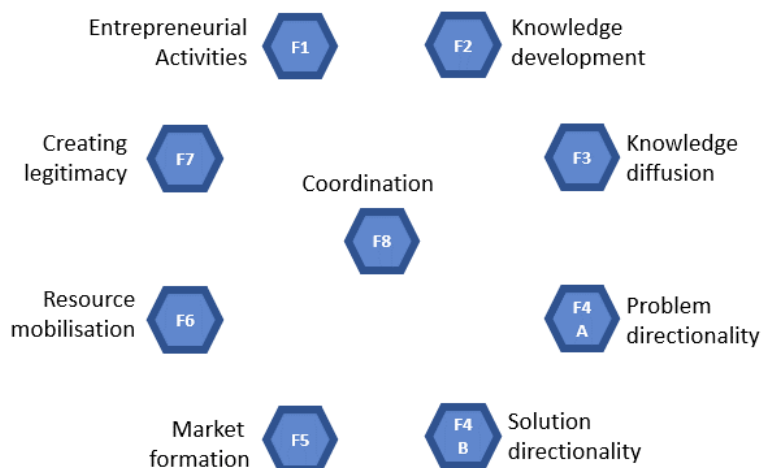 Entrepreneurial
Activities
F1
F2
Knowledge
development
Creating
legitimacy
F7
F3
Knowledge
diffusion
Coordination
F8
Resource
mobilisation
F6
F4
A
Problem
directionality
Market
formation
F5
F4
B
Solution
directionality